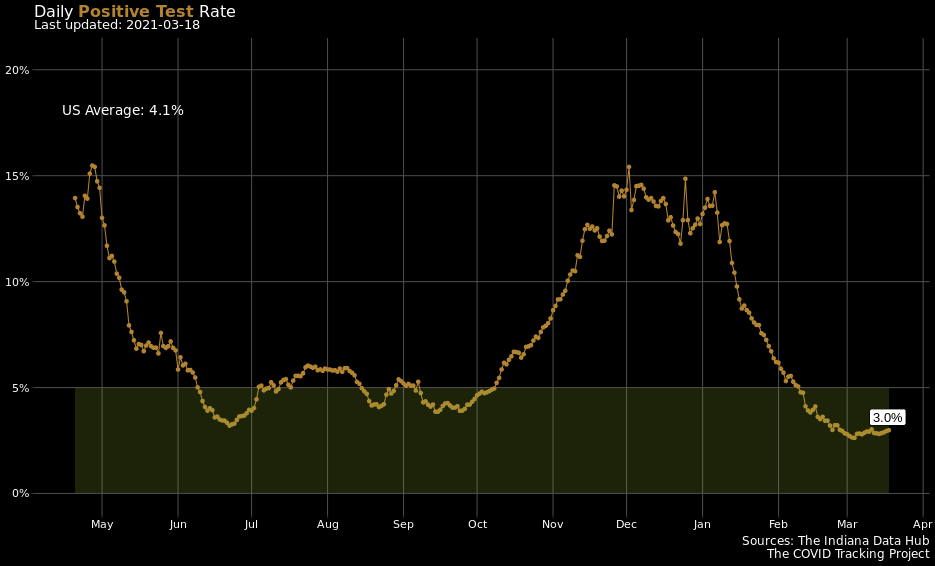 Daily Positive Test Rate
Last updated: 2021-03-18
20%
US Average: 4.1%
15%
10%
5%
3.0%
0%
May Jun Jul Aug Sep Oct Nov Dec Jan Feb Mar Apr
Sources: The Indiana Data Hub
The COVID Tracking Project